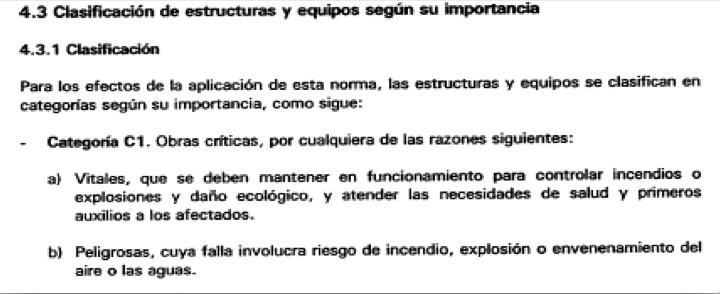 4.3 Clasificación de estructuras y equipos según su importancia
4.3.1 Clasificación
Para los efectos de la aplicación de esta norma, las estructuras y equipos se clasifican en
categorías según su importancia, como sigue:
- Categoría C1. Obras críticas, por cualquiera de las razones siguientes:
a) Vitales, que se deben mantener en funcionamiento para controlar incendios o
explosiones y daño ecológico, y atender las necesidades de salud y primeros
auxilios a los afectados.
b) Peligrosas, cuya falla involucra riesgo de incendio, explosión o envenenamiento del
aire o las aguas.